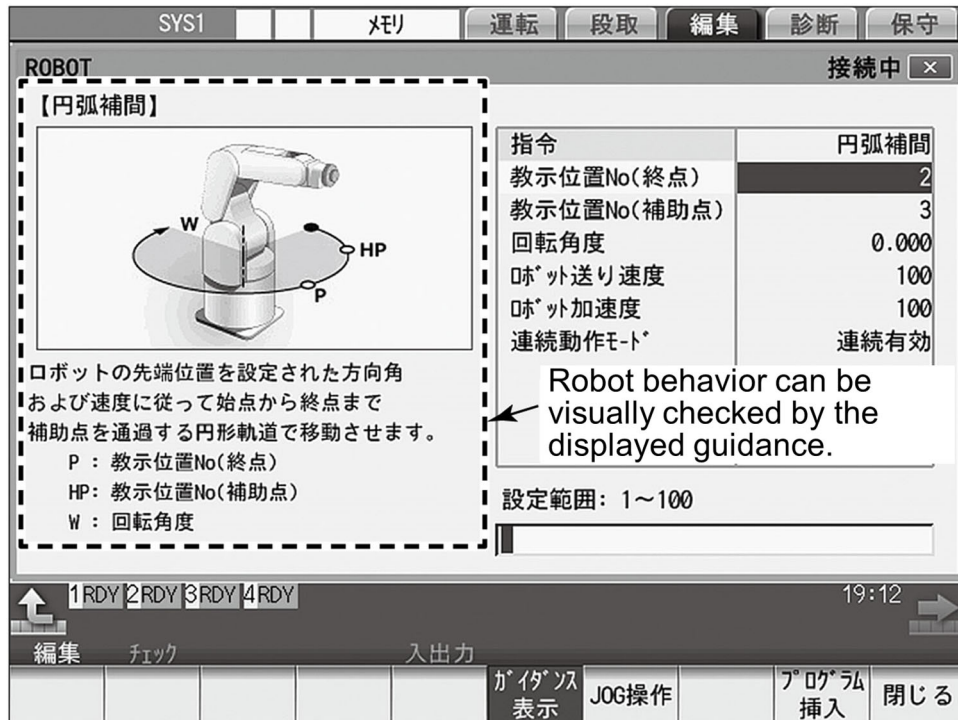 SYS1 ﾒﾓﾘ 運転 段取 編集 診断 保守
ROBOT 接続中 ×
【円弧補間】
W
HP
P
ロボットの先端位置を設定された方向角
および速度に従って始点から終点まで
補助点を通過する円形軌道で移動させます。
P : 教示位置No(終点)
HP: 教示位置No(補助点)
W : 回転角度
指令 円弧補間
教示位置No(終点) 2
教示位置No(補助点) 3
回転角度 0.000
ﾛﾎﾞｯﾄ送り速度 100
ﾛﾎﾞｯﾄ加速度 100
連続動作ﾓｰﾄﾞ 連続有効
Robot behavior can be
visually checked by the
displayed guidance.
設定範囲: 1～100
1RDY 2RDY 3RDY 4RDY 19:12
編集 ﾁｪｯｸ 入出力
ｶﾞｲﾀﾞﾝｽ
表示
JOG操作
ﾌﾟﾛｸﾞﾗﾑ
挿入
閉じる